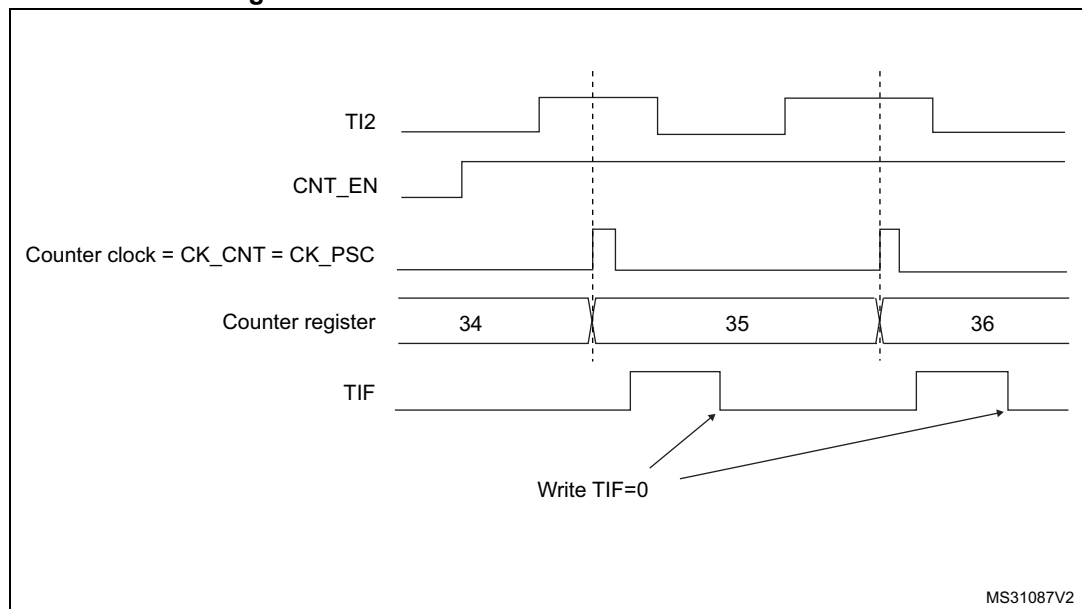 TI2
CNT_EN
Counter clock = CK_CNT = CK_PSC
Counter register 34 35 36
TIF
Write TIF=0
MS31087V2